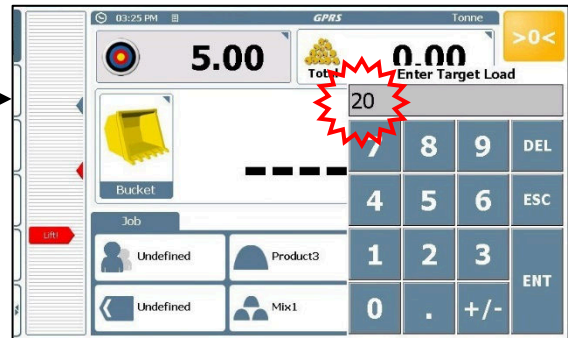 03:25 PM GPRS Tonne
5.00
Total 0.00
>0<
Enter Target Load
20
7 8 9 DEL
Bucket
----
4 5 6 ESC
Job
Lift!
Undefined Product3
1 2 3
ENT
Undefined Mix1
0 . +/-